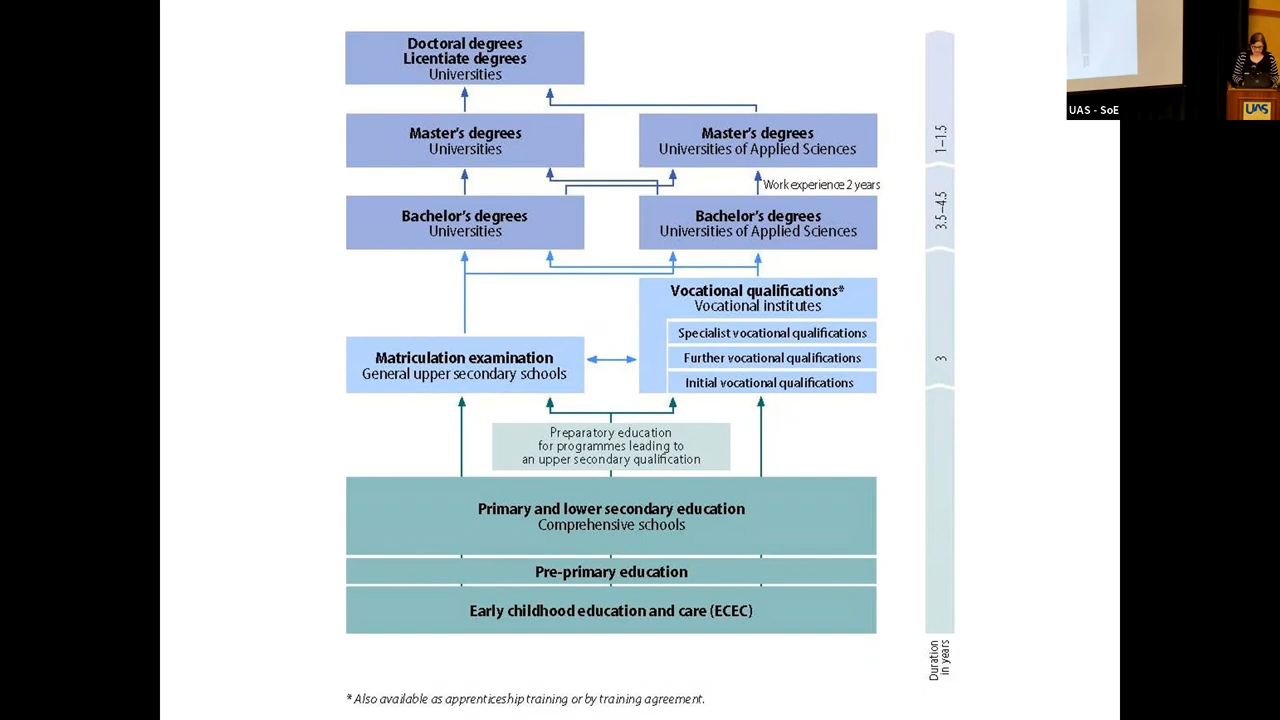 Doctoral degrees
Licentiate degrees
Universities
Master's degrees
Universities
Master's degrees
Universities of Applied Sciences
Work experience 2 years
Bachelor's degrees
Universities
Bachelor's degrees
Universities of Applied Sciences
Vocational qualifications*
Vocational institutes
Specialist vocational qualifications
Further vocational qualifications
Initial vocational qualifications
Matriculation examination
General upper secondary schools
Preparatory education
for programmes leading to
an upper secondary qualification
Primary and lower secondary education
Comprehensive schools
Pre-primary education
Early childhood education and care (ECEC)
* Also available as apprenticeship training or by training agreement.
1–1.5
3.5–4.5
3
Duration
in years
UAS - SoE
UAS